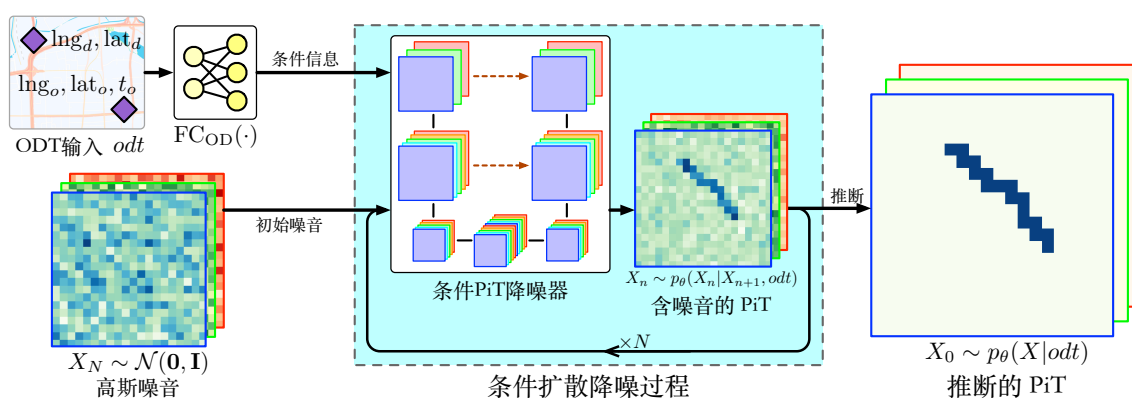 lng_d, lat_d
lng_o, lat_o, t_o
ODT输入 odt
FC_OD(·)
条件信息
初始噪音
X_N ∼ 𝒩(0, I)
高斯噪音
条件PiT降噪器
X_n ∼ p_θ(X_n|X_{n+1}, odt)
含噪音的 PiT
×N
条件扩散降噪过程
推断
X_0 ∼ p_θ(X|odt)
推断的 PiT